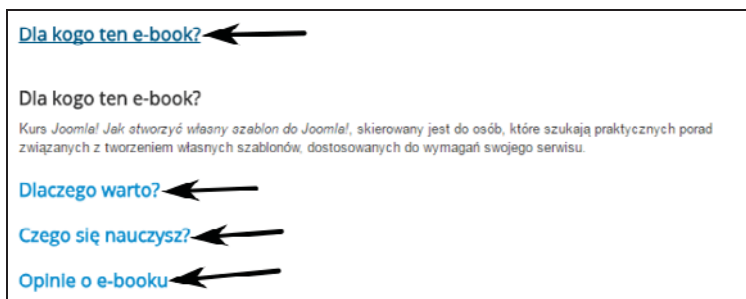 Dla kogo ten e-book?
Dla kogo ten e-book?
Kurs Joomla! Jak stworzyć własny szablon do Joomla!, skierowany jest do osób, które szukają praktycznych porad
związanych z tworzeniem własnych szablonów, dostosowanych do wymagań swojego serwisu.
Dlaczego warto?
Czego się nauczysz?
Opinie o e-booku